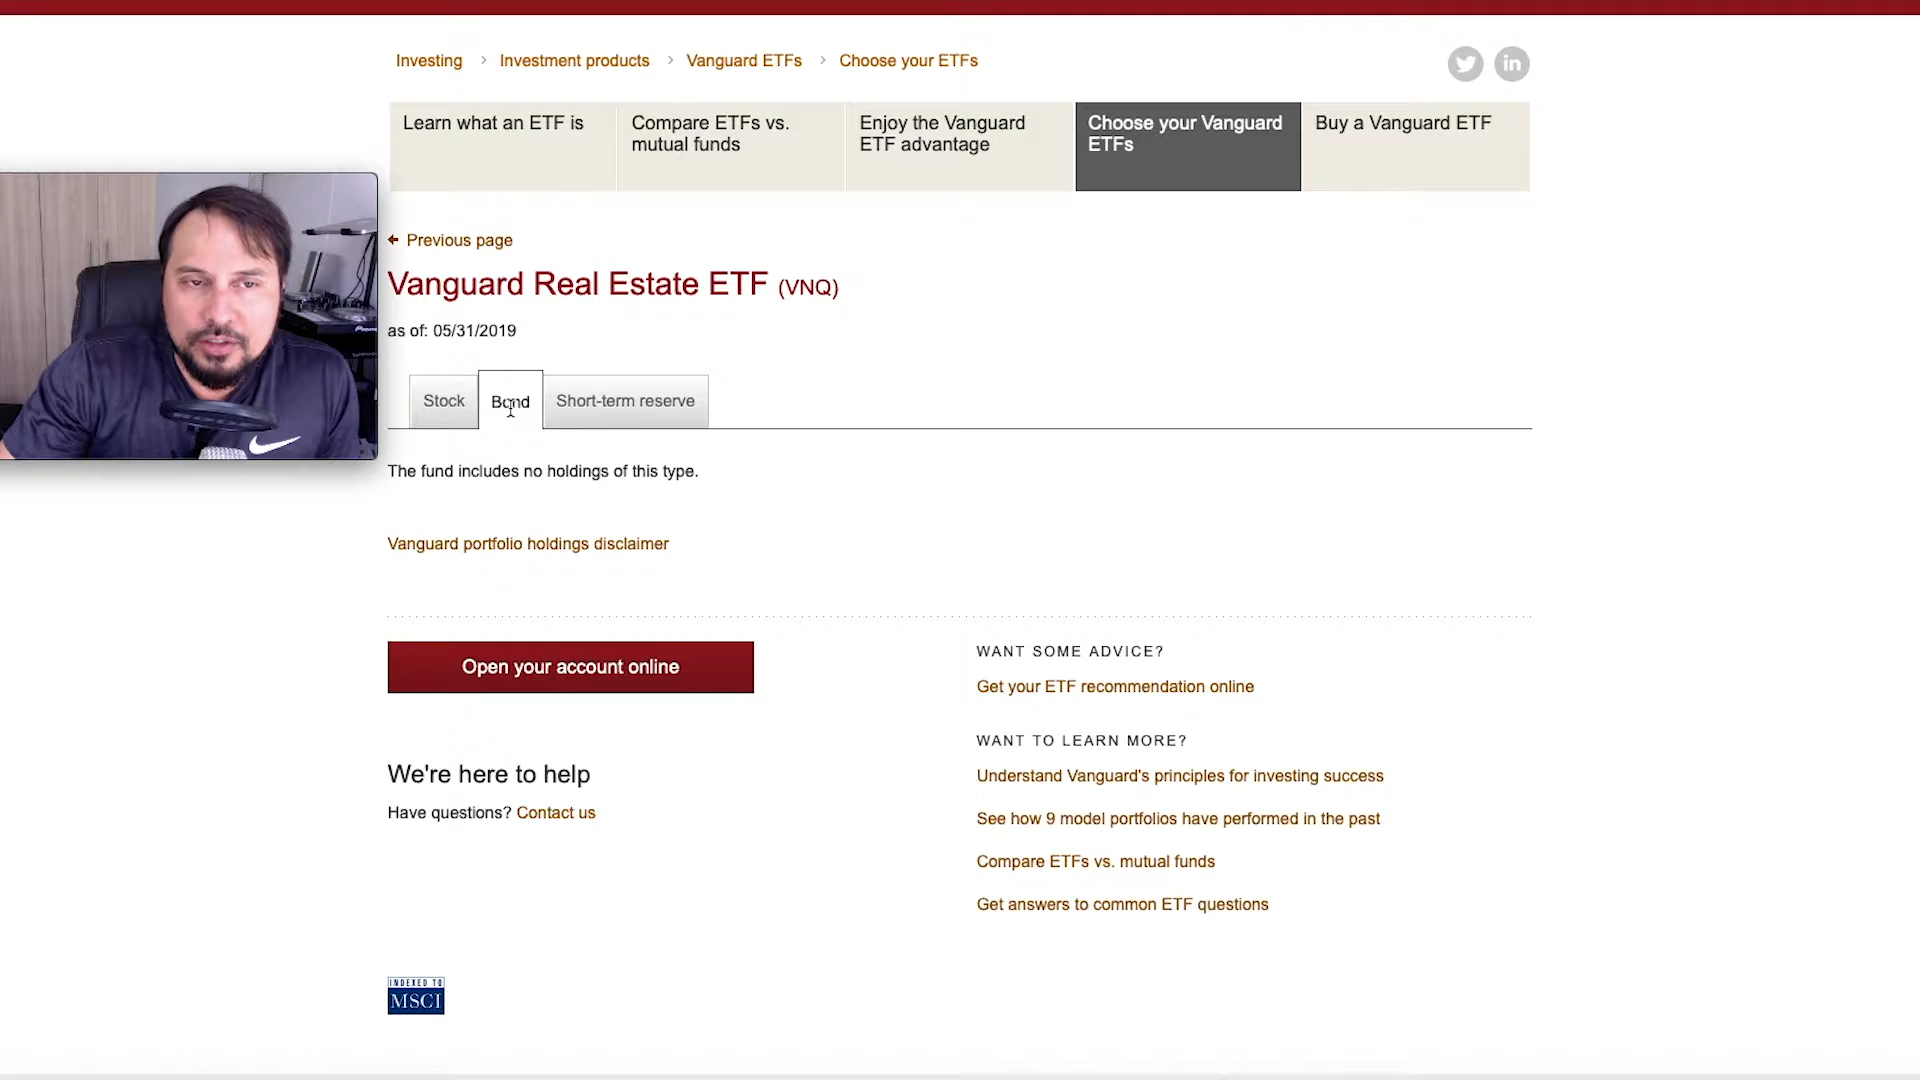 Investing > Investment products > Vanguard ETFs > Choose your ETFs
Learn what an ETF is
Compare ETFs vs.
mutual funds
Enjoy the Vanguard
ETF advantage
Choose your Vanguard
ETFs
Buy a Vanguard ETF
Previous page
Vanguard Real Estate ETF (VNQ)
as of: 05/31/2019
Stock
Bond
Short-term reserve
The fund includes no holdings of this type.
Vanguard portfolio holdings disclaimer
Open your account online
We're here to help
Have questions? Contact us
WANT SOME ADVICE?
Get your ETF recommendation online
WANT TO LEARN MORE?
Understand Vanguard's principles for investing success
See how 9 model portfolios have performed in the past
Compare ETFs vs. mutual funds
Get answers to common ETF questions
INDEXED TO
MSCI
in